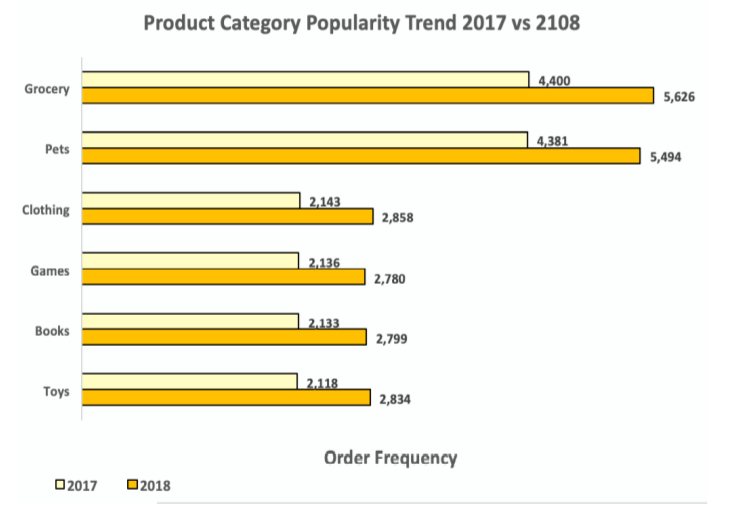 Product Category Popularity Trend 2017 vs 2108
Grocery
4,400
5,626
Pets
4,381
5,494
Clothing
2,143
2,858
Games
2,136
2,780
Books
2,133
2,799
Toys
2,118
2,834
Order Frequency
2017 2018